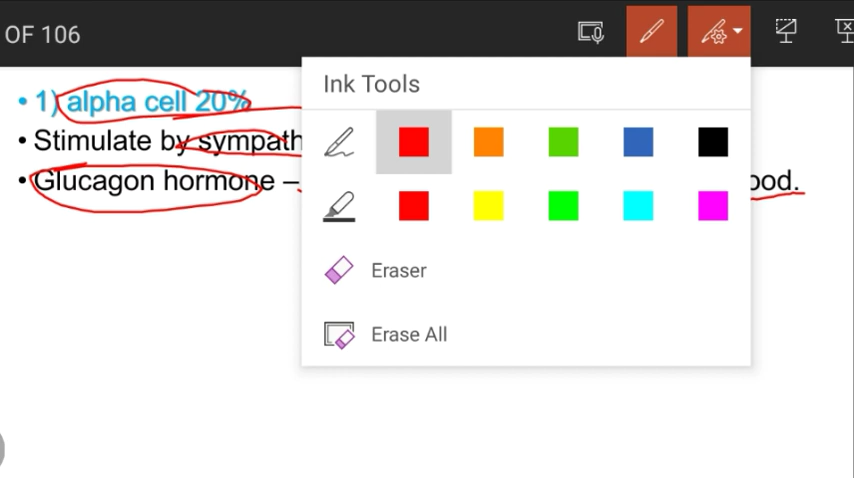 OF 106
Ink Tools
• 1) alpha cell 20%
• Stimulate by sympath
• Glucagon hormone – ood.
Eraser
Erase All